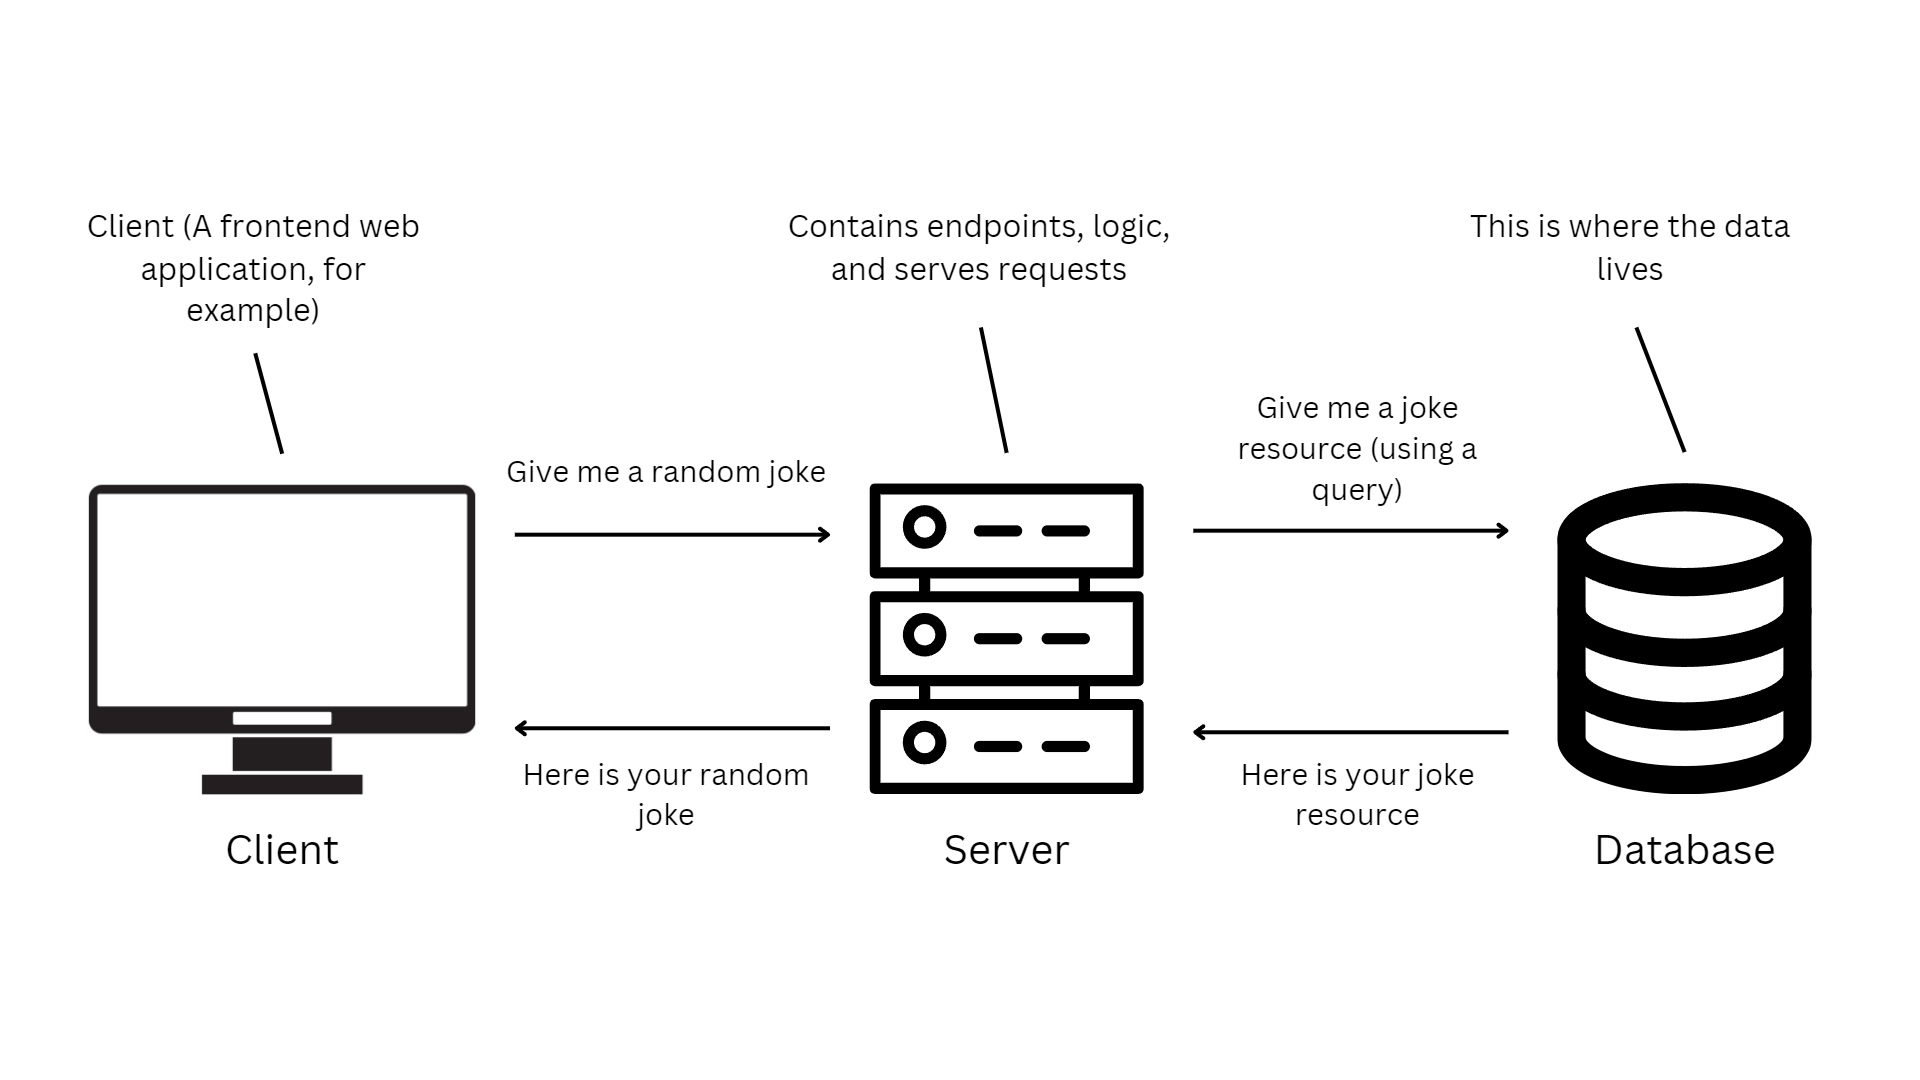 Client (A frontend web
application, for
example)
Contains endpoints, logic,
and serves requests
This is where the data
lives
Give me a random joke
Give me a joke
resource (using a
query)
Here is your random
joke
Here is your joke
resource
Client
Server
Database